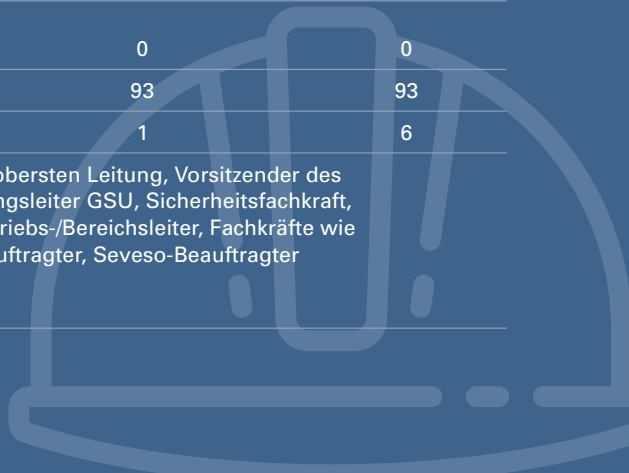 0 0
93 93
1 6
obersten Leitung, Vorsitzender des
ngsleiter GSU, Sicherheitsfachkraft,
triebs-/Bereichsleiter, Fachkräfte wie
uftragter, Seveso-Beauftragter